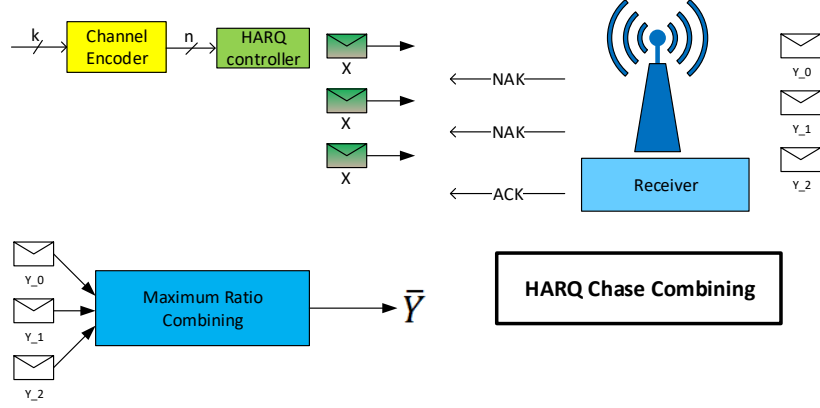 k
Channel
Encoder
n
HARQ
controller
X
X
X
NAK
NAK
ACK
Receiver
Y_0
Y_1
Y_2
Y_0
Y_1
Y_2
Maximum Ratio
Combining
Ȳ
HARQ Chase Combining